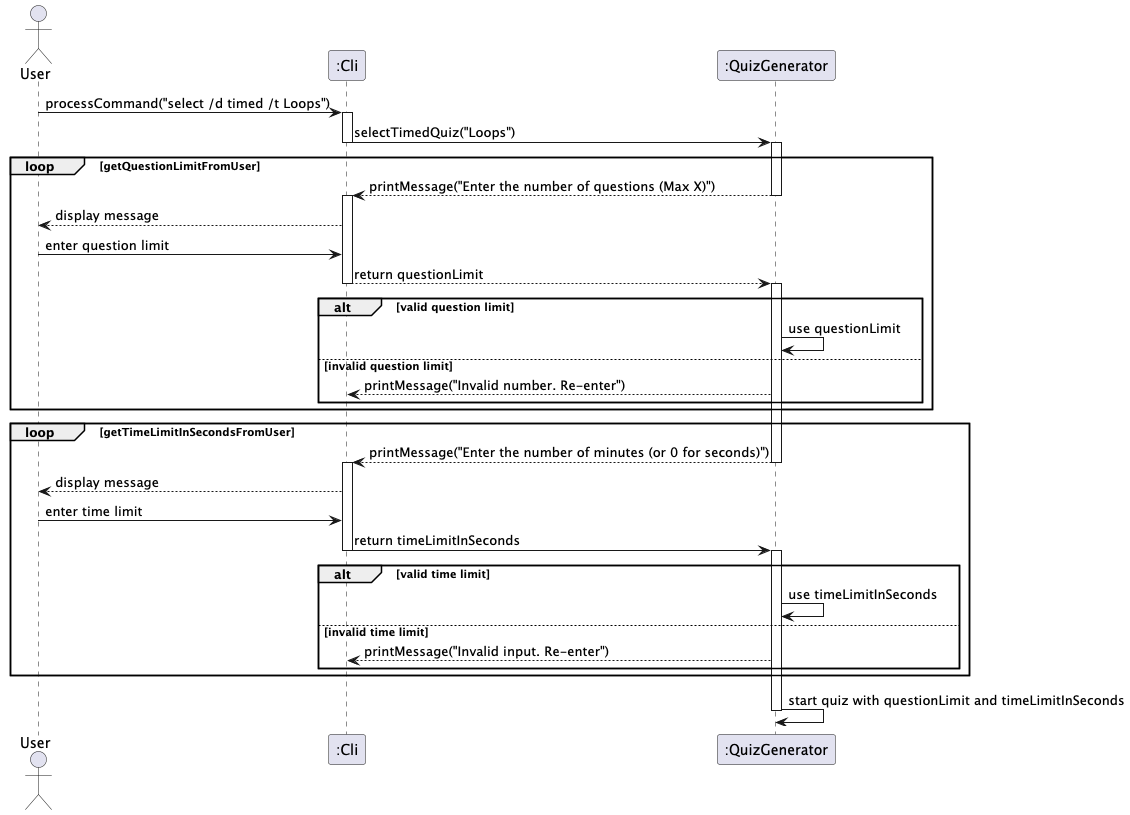 User
:Cli
:QuizGenerator
processCommand("select /d timed /t Loops")
selectTimedQuiz("Loops")
loop [getQuestionLimitFromUser]
printMessage("Enter the number of questions (Max X)")
display message
enter question limit
return questionLimit
alt [valid question limit]
use questionLimit
[invalid question limit]
printMessage("Invalid number. Re-enter")
loop [getTimeLimitInSecondsFromUser]
printMessage("Enter the number of minutes (or 0 for seconds)")
display message
enter time limit
return timeLimitInSeconds
alt [valid time limit]
use timeLimitInSeconds
[invalid time limit]
printMessage("Invalid input. Re-enter")
start quiz with questionLimit and timeLimitInSeconds
User
:Cli
:QuizGenerator